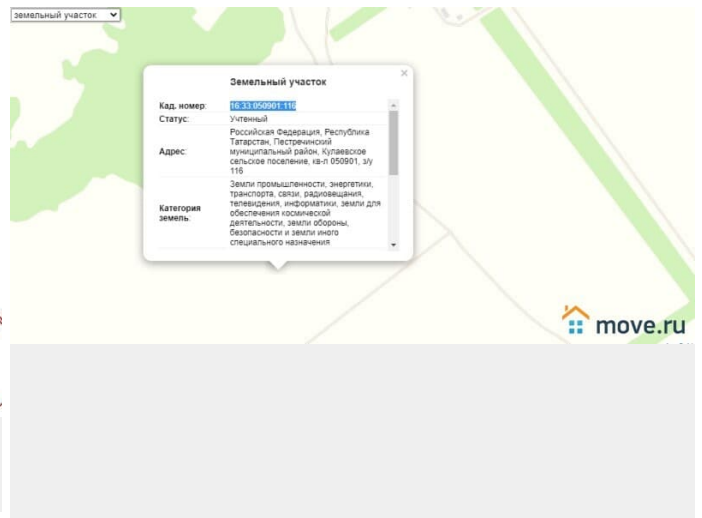 земельный участок
Земельный участок
Кад. номер: 16:33:050901:116
Статус: Учтенный
Адрес: Российская Федерация, Республика
Татарстан, Пестречинский
муниципальный район, Кулаевское
сельское поселение, кв-л 050901, з/у
116
Категория земель: Земли промышленности, энергетики,
транспорта, связи, радиовещания,
телевидения, информатики, земли для
обеспечения космической
деятельности, земли обороны,
безопасности и земли иного
специального назначения
move.ru